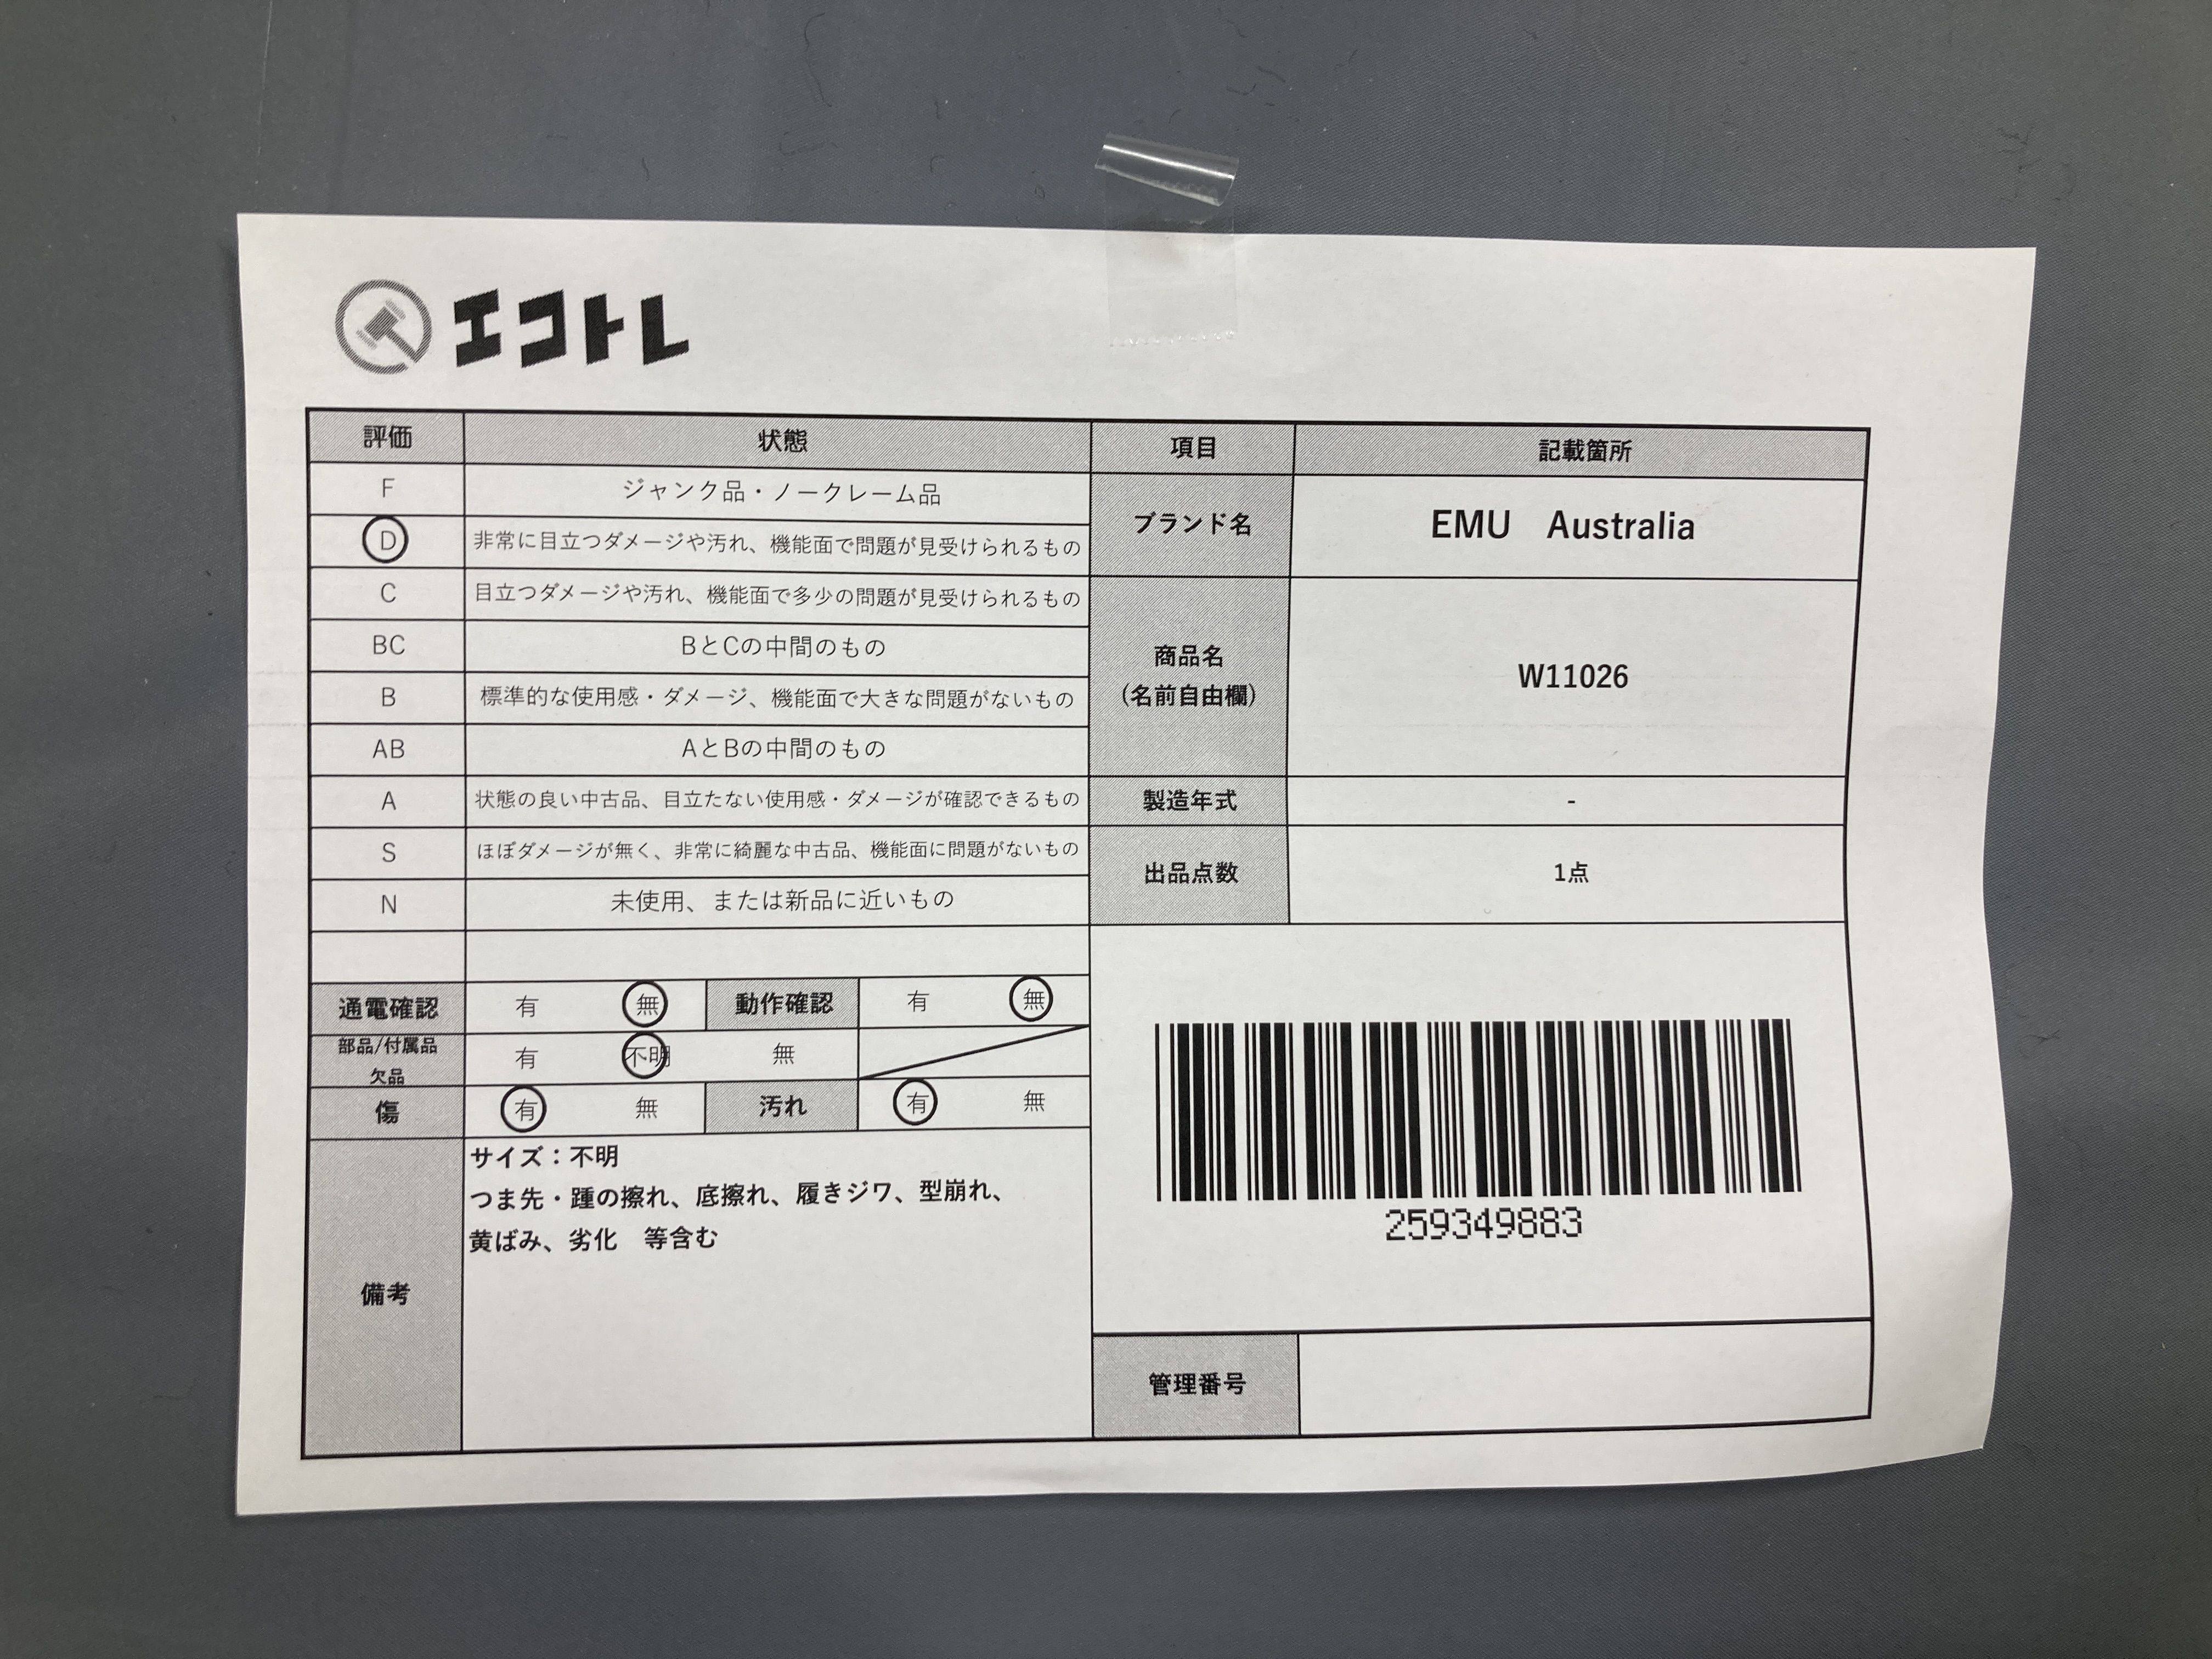 エコトレ
評価 状態 項目 記載箇所
F ジャンク品・ノークレーム品
D 非常に目立つダメージや汚れ、機能面で問題が見受けられるもの
ブランド名 EMU Australia
C 目立つダメージや汚れ、機能面で多少の問題が見受けられるもの
BC BとCの中間のもの
B 標準的な使用感・ダメージ、機能面で大きな問題がないもの
商品名
(名前自由欄)
W11026
AB AとBの中間のもの
A 状態の良い中古品、目立たない使用感・ダメージが確認できるもの
製造年式 -
S ほぼダメージが無く、非常に綺麗な中古品、機能面に問題がないもの
出品点数 1点
N 未使用、または新品に近いもの
通電確認 有 無 動作確認 有 無
部品/付属品
欠品
有 不明 無
傷 有 無 汚れ 有 無
備考
サイズ：不明
つま先・踵の擦れ、底擦れ、履きジワ、型崩れ、
黄ばみ、劣化 等含む
259349883
管理番号